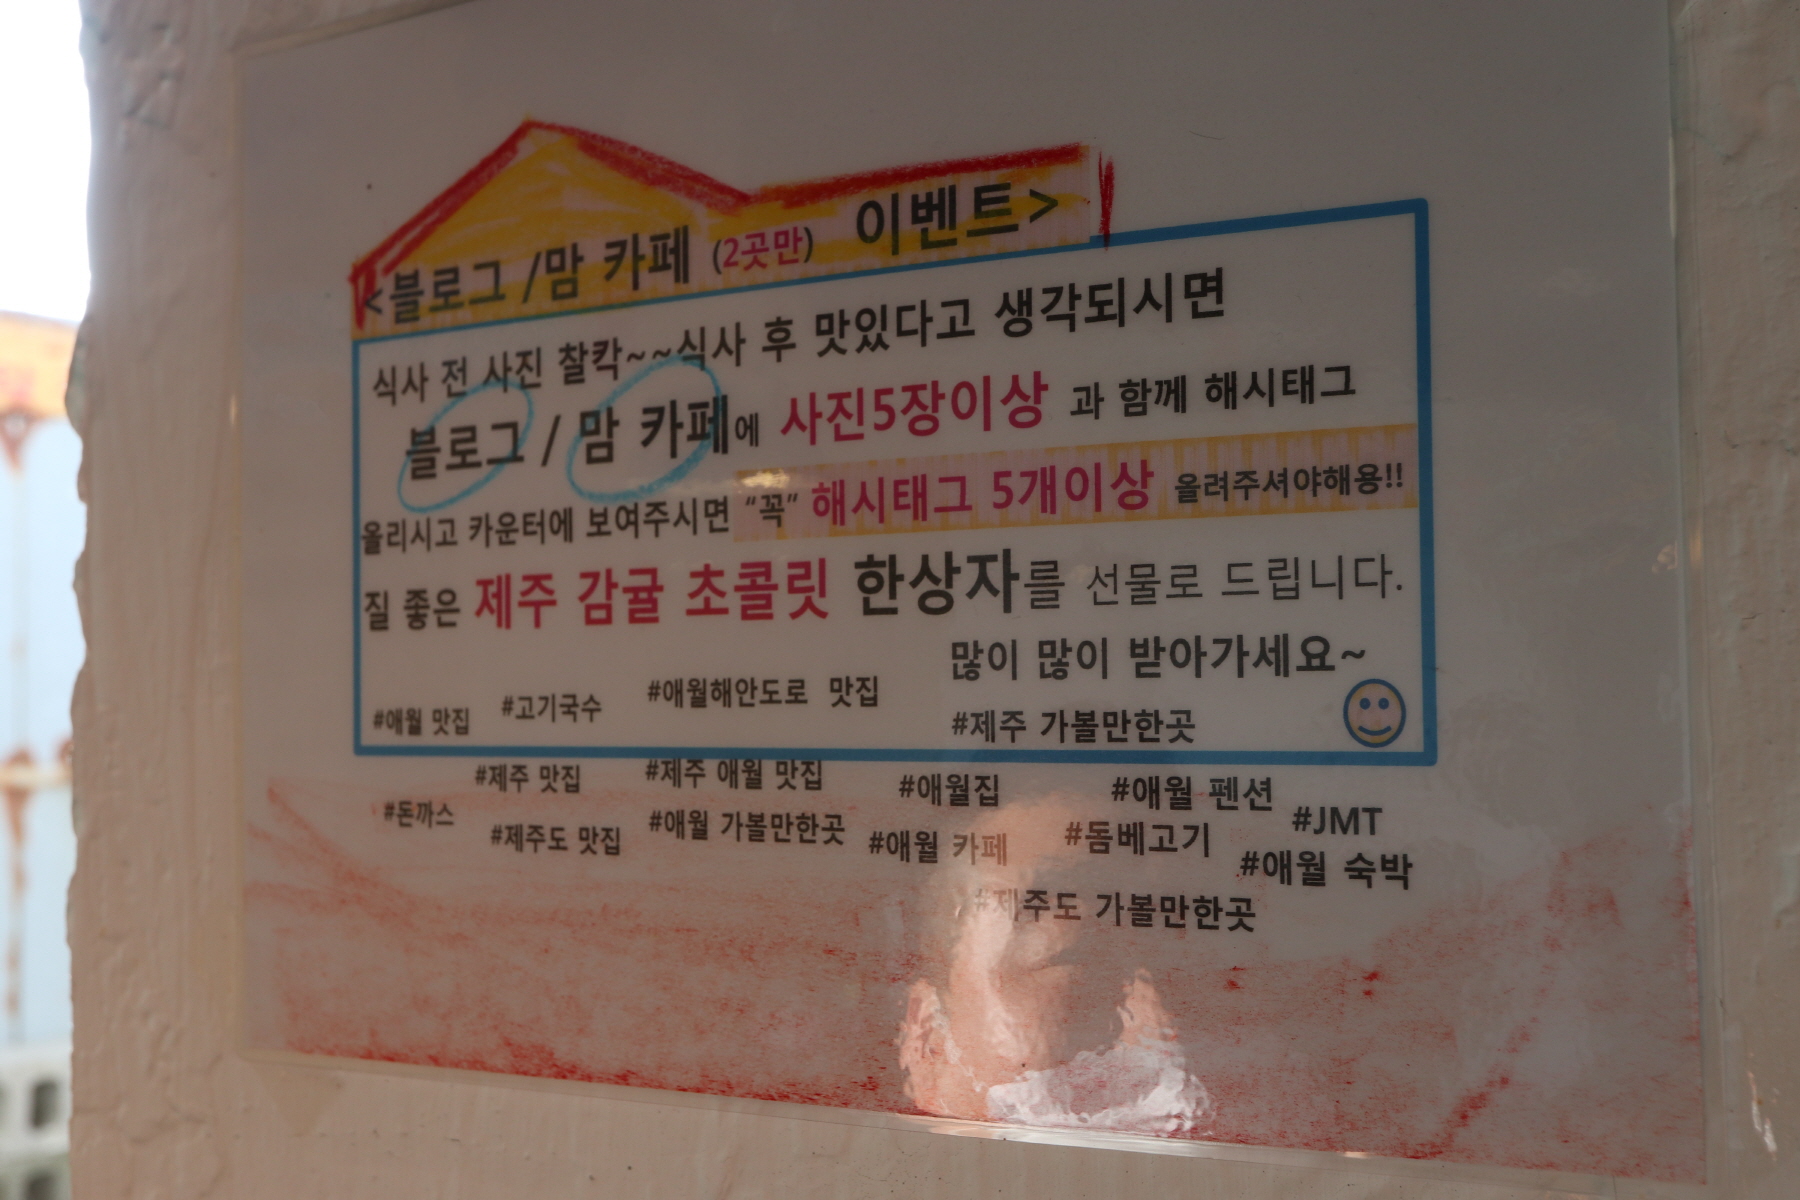 <블로그 /맘 카페 (2곳만) 이벤트>
식사 전 사진 찰칵~~식사 후 맛있다고 생각되시면
블로그 / 맘 카페에 사진5장이상 과 함께 해시태그
올리시고 카운터에 보여주시면 “꼭” 해시태그 5개이상 올려주셔야해용!!
질 좋은 제주 감귤 초콜릿 한상자를 선물로 드립니다.
많이 많이 받아가세요~
#애월 맛집 #고기국수 #애월해안도로 맛집 #제주 가볼만한곳
#제주 맛집 #제주 애월 맛집 #애월집 #애월 펜션
#돈까스 #제주도 맛집 #애월 가볼만한곳 #애월 카페 #돔베고기 #JMT
#애월 숙박
#제주도 가볼만한곳